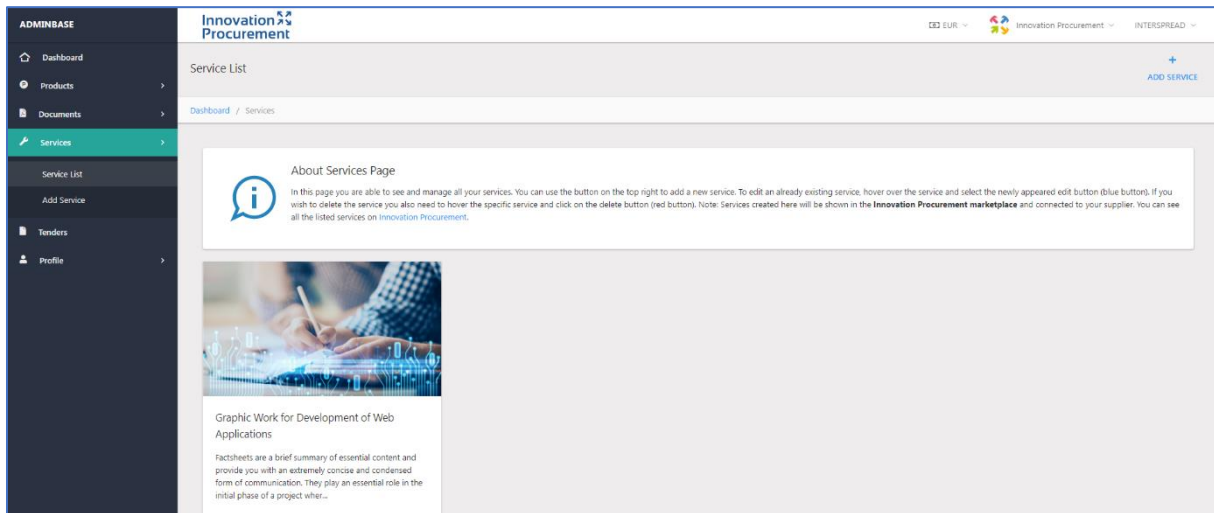 ADMINBASE
Innovation
Procurement
EUR
Innovation Procurement
INTERSPREAD
Dashboard
Products
Documents
Services
Service List
Add Service
Tenders
Profile
Service List
+
ADD SERVICE
Dashboard / Services
About Services Page
In this page you are able to see and manage all your services. You can use the button on the top right to add a new service. To edit an already existing service, hover over the service and select the newly appeared edit button (blue button). If you
wish to delete the service you also need to hover the specific service and click on the delete button (red button). Note: Services created here will be shown in the Innovation Procurement marketplace and connected to your supplier. You can see
all the listed services on Innovation Procurement.
Graphic Work for Development of Web
Applications
Factsheets are a brief summary of essential content and
provide you with an extremely concise and condensed
form of communication. They play an essential role in the
initial phase of a project wher...